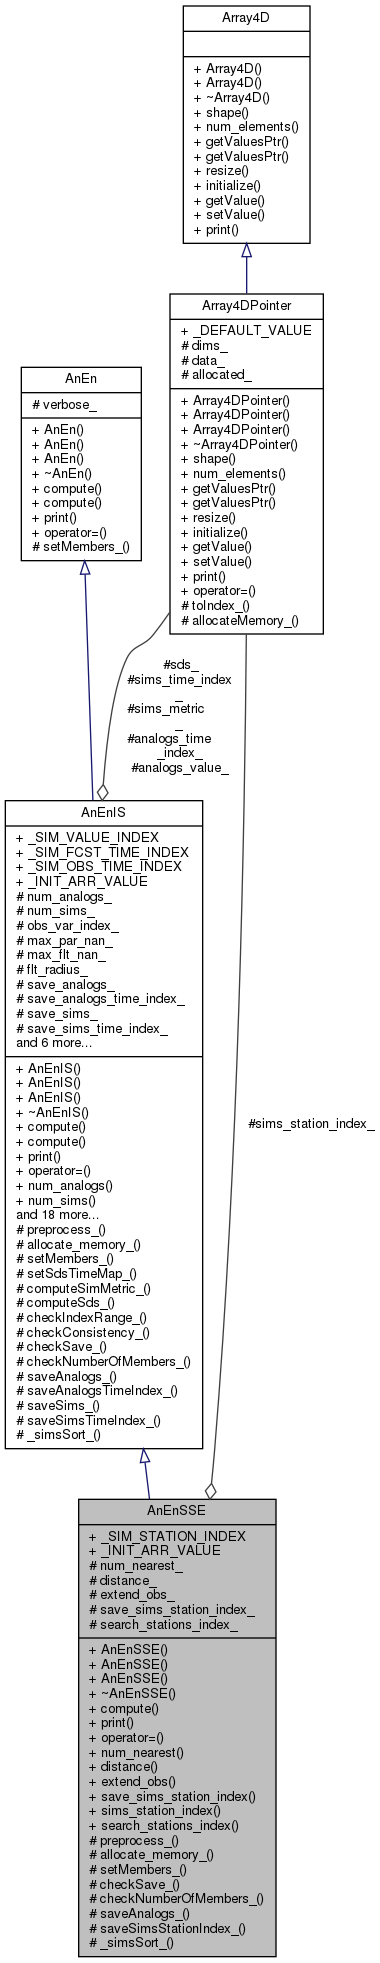 Array4D
+ Array4D()
+ Array4D()
+ ~Array4D()
+ shape()
+ num_elements()
+ getValuesPtr()
+ getValuesPtr()
+ resize()
+ initialize()
+ getValue()
+ setValue()
+ print()
Array4DPointer
+ _DEFAULT_VALUE
# dims_
# data_
# allocated_
+ Array4DPointer()
+ Array4DPointer()
+ Array4DPointer()
+ ~Array4DPointer()
+ shape()
+ num_elements()
+ getValuesPtr()
+ getValuesPtr()
+ resize()
+ initialize()
+ getValue()
+ setValue()
+ print()
+ operator=()
# toIndex_()
# allocateMemory_()
AnEn
# verbose_
+ AnEn()
+ AnEn()
+ AnEn()
+ ~AnEn()
+ compute()
+ compute()
+ print()
+ operator=()
# setMembers_()
#sds_
#sims_time_index
_
#sims_metric
_
#analogs_time
_index_
#analogs_value_
AnEnIS
+ _SIM_VALUE_INDEX
+ _SIM_FCST_TIME_INDEX
+ _SIM_OBS_TIME_INDEX
+ _INIT_ARR_VALUE
# num_analogs_
# num_sims_
# obs_var_index_
# max_par_nan_
# max_flt_nan_
# flt_radius_
# save_analogs_
# save_analogs_time_index_
# save_sims_
# save_sims_time_index_
and 6 more...
+ AnEnIS()
+ AnEnIS()
+ AnEnIS()
+ ~AnEnIS()
+ compute()
+ compute()
+ print()
+ operator=()
+ num_analogs()
+ num_sims()
and 18 more...
# preprocess_()
# allocate_memory_()
# setMembers_()
# setSdsTimeMap_()
# computeSimMetric_()
# computeSds_()
# checkIndexRange_()
# checkConsistency_()
# checkSave_()
# checkNumberOfMembers_()
# saveAnalogs_()
# saveAnalogsTimeIndex_()
# saveSims_()
# saveSimsTimeIndex_()
# _simsSort_()
#sims_station_index_
AnEnSSE
+ _SIM_STATION_INDEX
+ _INIT_ARR_VALUE
# num_nearest_
# distance_
# extend_obs_
# save_sims_station_index_
# search_stations_index_
+ AnEnSSE()
+ AnEnSSE()
+ AnEnSSE()
+ ~AnEnSSE()
+ compute()
+ print()
+ operator=()
+ num_nearest()
+ distance()
+ extend_obs()
+ save_sims_station_index()
+ sims_station_index()
+ search_stations_index()
# preprocess_()
# allocate_memory_()
# setMembers_()
# checkSave_()
# checkNumberOfMembers_()
# saveAnalogs_()
# saveSimsStationIndex_()
# _simsSort_()